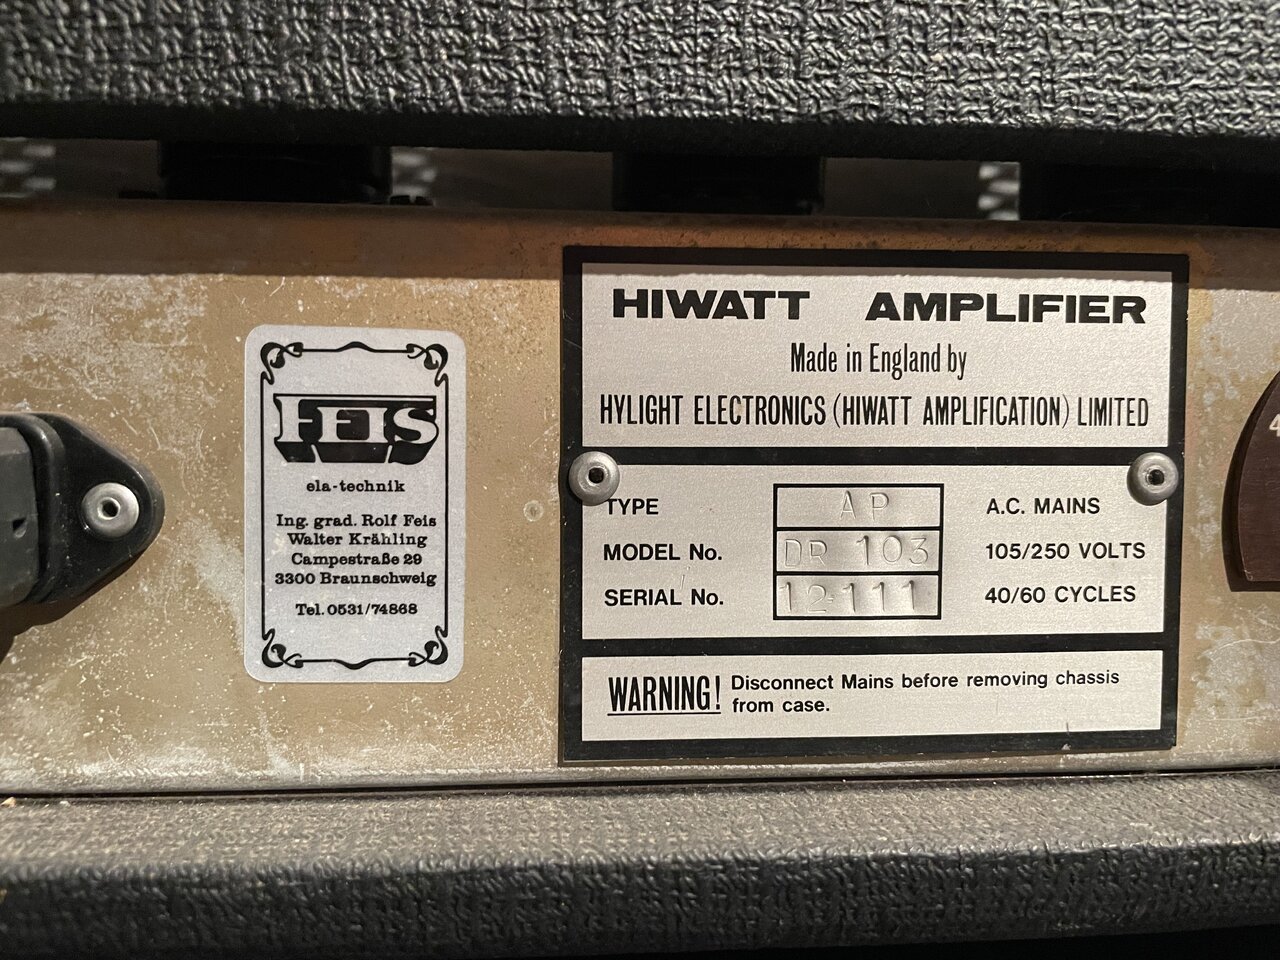 FEIS
ela-technik
Ing. grad. Rolf Feis
Walter Krähling
Campestraße 29
3300 Braunschweig
Tel. 0531/74868
HIWATT AMPLIFIER
Made in England by
HYLIGHT ELECTRONICS (HIWATT AMPLIFICATION) LIMITED
TYPE AP A.C. MAINS
MODEL No. DR 103 105/250 VOLTS
SERIAL No. 12111 40/60 CYCLES
WARNING! Disconnect Mains before removing chassis
from case.
4